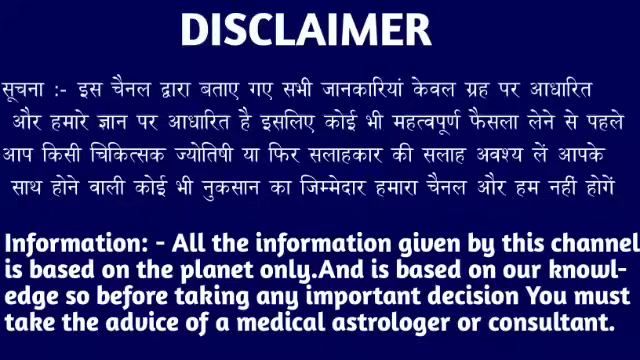 DISCLAIMER
सूचना :- इस चैनल द्वारा बताए गए सभी जानकारियां केवल ग्रह पर आधारित
और हमारे ज्ञान पर आधारित है इसलिए कोई भी महत्वपूर्ण फैसला लेने से पहले
आप किसी चिकित्सक ज्योतिषी या फिर सलाहकार की सलाह अवश्य लें आपके
साथ होने वाली कोई भी नुकसान का जिम्मेदार हमारा चैनल और हम नहीं होगें
Information: - All the information given by this channel
is based on the planet only.And is based on our knowl-
edge so before taking any important decision You must
take the advice of a medical astrologer or consultant.